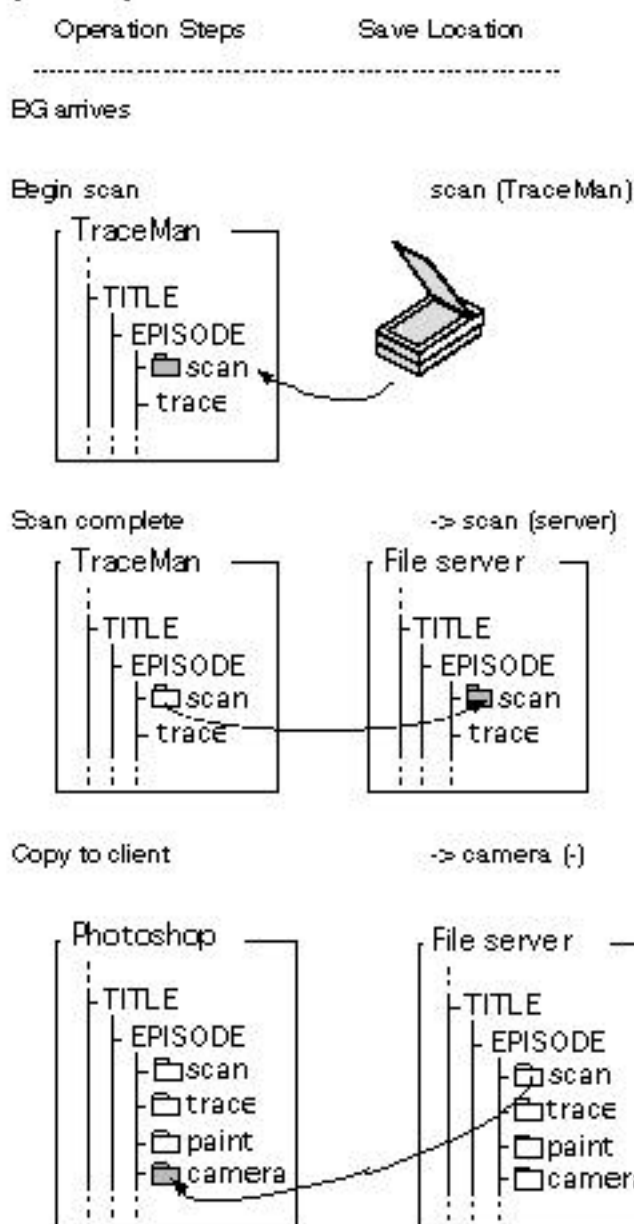 Operation Steps Save Location
BG arrives
Begin scan scan (TraceMan)
TraceMan
TITLE
EPISODE
scan
trace
Scan complete -> scan (server)
TraceMan File server
TITLE TITLE
EPISODE EPISODE
scan scan
trace trace
Copy to client -> camera (-)
Photoshop File server
TITLE TITLE
EPISODE EPISODE
scan scan
trace trace
paint paint
camera camera